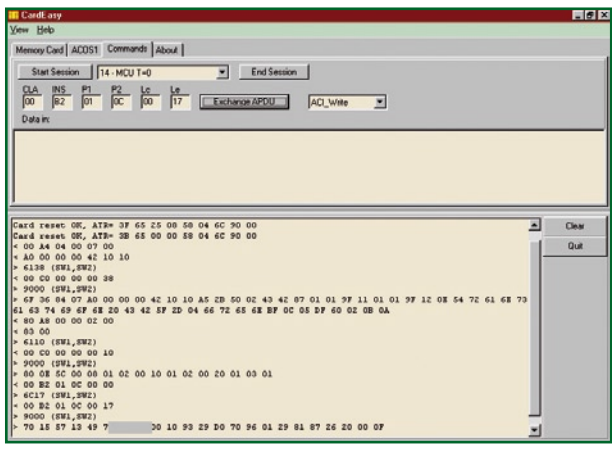 CardEasy
View Help
Memory Card ACOS1 Commands About
Start Session 14 - MCU T=0 End Session
CLA INS P1 P2 Lc Le
00 B2 01 0C 00 17 Exchange APDU ACI_Write
Data in:
Card reset OK, ATR= 3F 65 25 08 58 04 6C 90 00
Card reset OK, ATR= 3B 65 00 00 58 04 6C 90 00
< 00 A4 04 00 07 00
< A0 00 00 00 42 10 10
> 6138 (SW1,SW2)
< 00 C0 00 00 00 38
> 9000 (SW1,SW2)
> 6F 36 84 07 A0 00 00 00 42 10 10 A5 2B 50 02 43 42 87 01 01 9F 11 01 01 9F 12 0E 54 72 61 6E 73
61 63 74 69 6F 6E 20 43 42 5F 2D 04 66 72 65 6E BF 0C 05 DF 60 02 0B 0A
< 80 A8 00 00 02 00
< 83 00
> 6110 (SW1,SW2)
< 00 C0 00 00 00 10
> 9000 (SW1,SW2)
> 80 0E 5C 00 08 01 02 00 10 01 02 00 20 01 03 01
< 00 B2 01 0C 00 00
> 6C17 (SW1,SW2)
< 00 B2 01 0C 00 17
> 9000 (SW1,SW2)
> 70 15 57 13 49 7 00 10 93 29 D0 70 96 01 29 81 87 26 20 00 0F
Clear
Quit